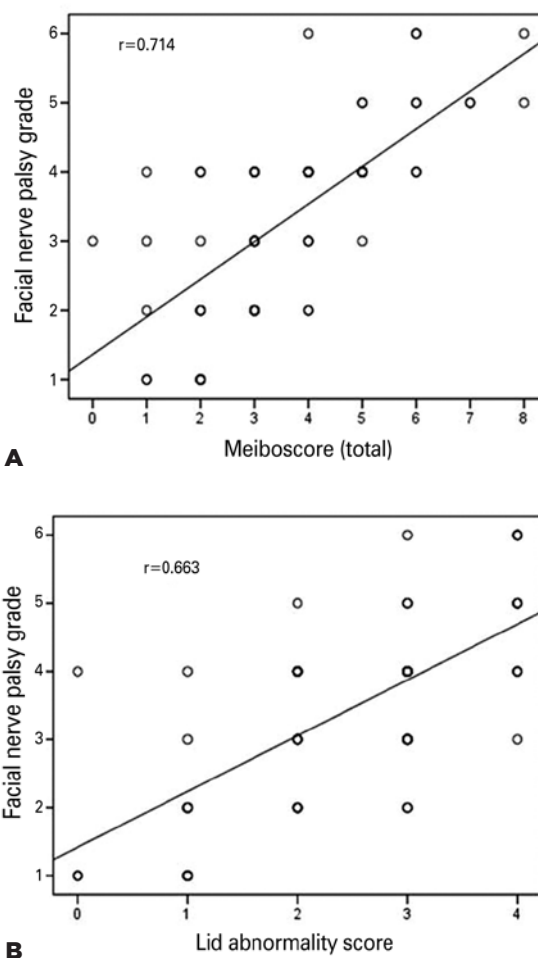 6
r=0.714
5
4
3
2
1
Facial nerve palsy grade
0 1 2 3 4 5 6 7 8
Meiboscore (total)
A
6
r=0.663
5
4
3
2
1
Facial nerve palsy grade
0 1 2 3 4
Lid abnormality score
B